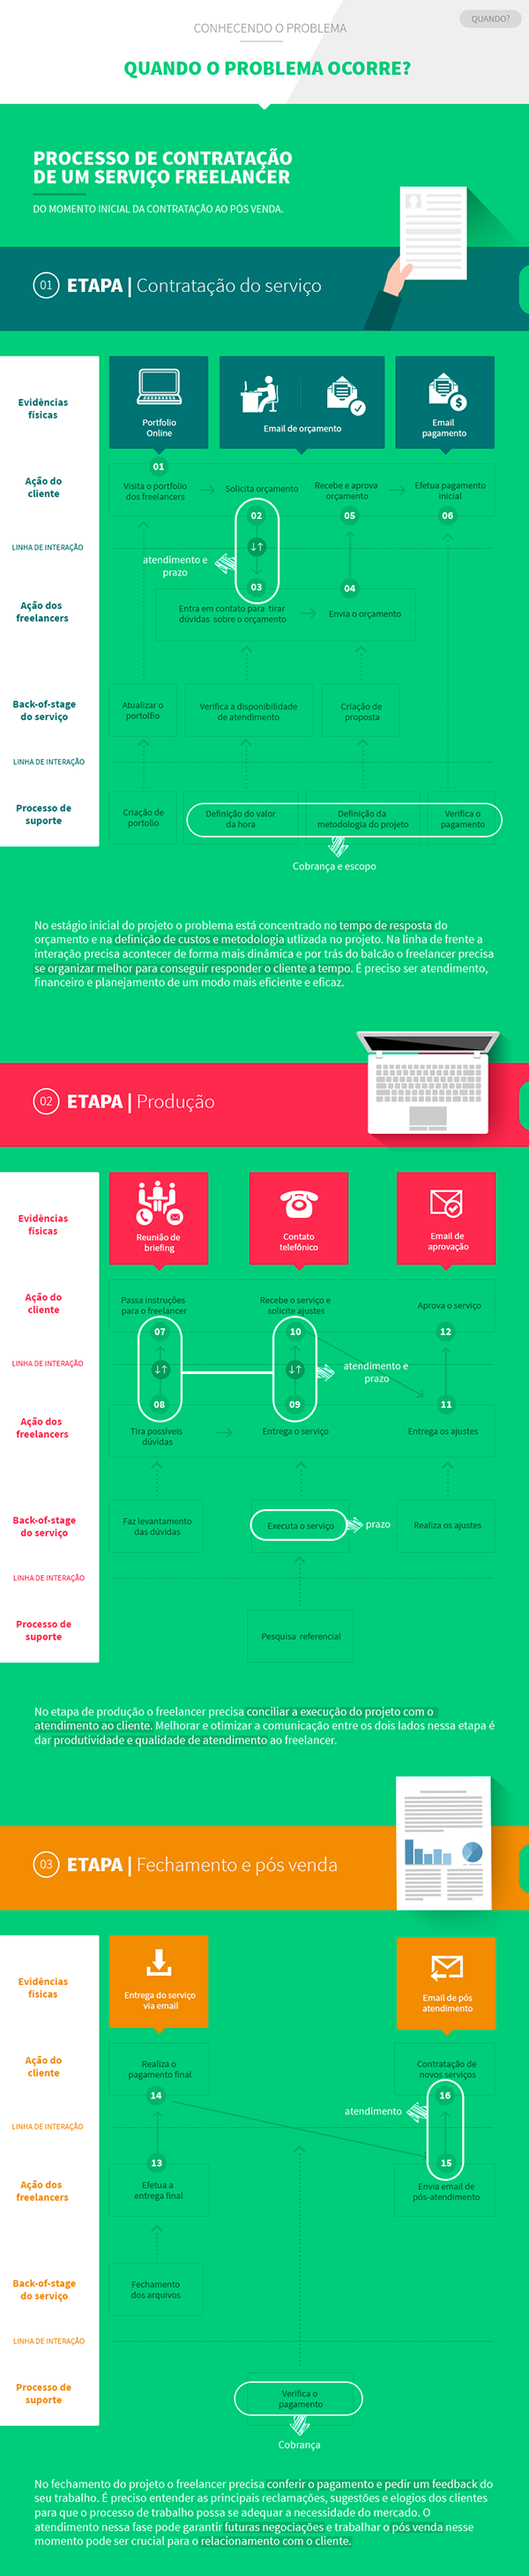 CONHECENDO O PROBLEMA
QUANDO?
QUANDO O PROBLEMA OCORRE?
PROCESSO DE CONTRATAÇÃO
DE UM SERVIÇO FREELANCER
DO MOMENTO INICIAL DA CONTRATAÇÃO AO PÓS VENDA.
01 ETAPA | Contratação do serviço
Evidências
físicas
Portfolio
Online
Email de orçamento
Email
pagamento
Ação do
cliente
01
Visita o portfolio
dos freelancers
Solicita orçamento
Recebe e aprova
orçamento
Efetua pagamento
inicial
02
05
06
LINHA DE INTERAÇÃO
atendimento e
prazo
03
04
Ação dos
freelancers
Entra em contato para tirar
dúvidas sobre o orçamento
Envia o orçamento
Back-of-stage
do serviço
Atualizar o
portolfio
Verifica a disponibilidade
de atendimento
Criação de
proposta
LINHA DE INTERAÇÃO
Processo de
suporte
Criação de
portolio
Definição do valor
da hora
Definição da
metodologia do projeto
Verifica o
pagamento
Cobrança e escopo
No estágio inicial do projeto o problema está concentrado no tempo de resposta do
orçamento e na definição de custos e metodologia utlizada no projeto. Na linha de frente a
interação precisa acontecer de forma mais dinâmica e por trás do balcão o freelancer precisa
se organizar melhor para conseguir responder o cliente a tempo. É preciso ser atendimento,
financeiro e planejamento de um modo mais eficiente e eficaz.
02 ETAPA | Produção
Evidências
físicas
Reunião de
briefing
Contato
telefônico
Email de
aprovação
Ação do
cliente
Passa instruções
para o freelancer
Recebe o serviço e
solicite ajustes
Aprova o serviço
07
10
12
LINHA DE INTERAÇÃO
atendimento e
prazo
08
09
11
Ação dos
freelancers
Tira possíveis
dúvidas
Entrega o serviço
Entrega os ajustes
Back-of-stage
do serviço
Faz levantamento
das dúvidas
Executa o serviço
prazo
Realiza os ajustes
LINHA DE INTERAÇÃO
Processo de
suporte
Pesquisa referencial
No etapa de produção o freelancer precisa conciliar a execução do projeto com o
atendimento ao cliente. Melhorar e otimizar a comunicação entre os dois lados nessa etapa é
dar produtividade e qualidade de atendimento ao freelancer.
03 ETAPA | Fechamento e pós venda
Evidências
físicas
Entrega do serviço
via email
Email de pós
atendimento
Ação do
cliente
Realiza o
pagamento final
Contratação de
novos serviços
14
16
atendimento
LINHA DE INTERAÇÃO
13
15
Ação dos
freelancers
Efetua a
entrega final
Envia email de
pós-atendimento
Back-of-stage
do serviço
Fechamento
dos arquivos
LINHA DE INTERAÇÃO
Processo de
suporte
Verifica o
pagamento
Cobrança
No fechamento do projeto o freelancer precisa conferir o pagamento e pedir um feedback do
seu trabalho. É preciso entender as principais reclamações, sugestões e elogios dos clientes
para que o processo de trabalho possa se adequar a necessidade do mercado. O
atendimento nessa fase pode garantir futuras negociações e trabalhar o pós venda nesse
momento pode ser crucial para o relacionamento com o cliente.